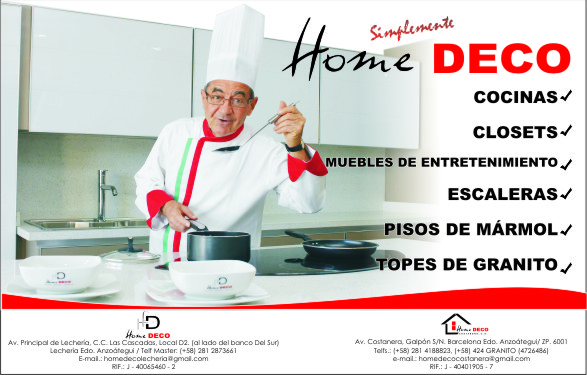 Simplemente
Home DECO
COCINAS
CLOSETS
MUEBLES DE ENTRETENIMIENTO
ESCALERAS
PISOS DE MÁRMOL
TOPES DE GRANITO
Home DECO
Av. Principal de Lechería, C.C. Las Cascadas, Local D2. (al lado del banco Del Sur)
Lechería Edo. Anzoátegui / Telf Master: (+58) 281 2873661
E-mail.: homedecolecheria@gmail.com
RIF.: J - 40065460 - 2
Home DECO
Av. Costanera, Galpón S/N. Barcelona Edo. Anzoátegui/ ZP. 6001
Telfs.: (+58) 281 4188823, (+58) 424 GRANITO (4726486)
e-mail.: homedecocostanera@gmail.com
RIF.: J - 40401905 - 7